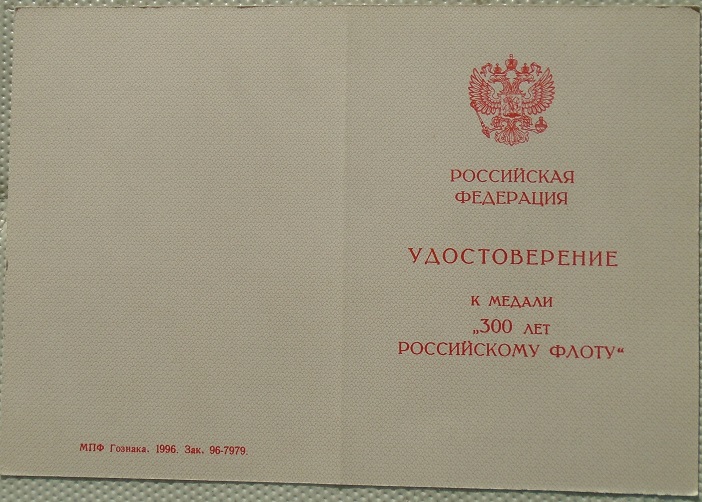 РОССИЙСКАЯ
ФЕДЕРАЦИЯ
УДОСТОВЕРЕНИЕ
К МЕДАЛИ
„300 ЛЕТ
РОССИЙСКОМУ ФЛОТУ“
МПФ Гознака. 1996. Зак. 96-7979.